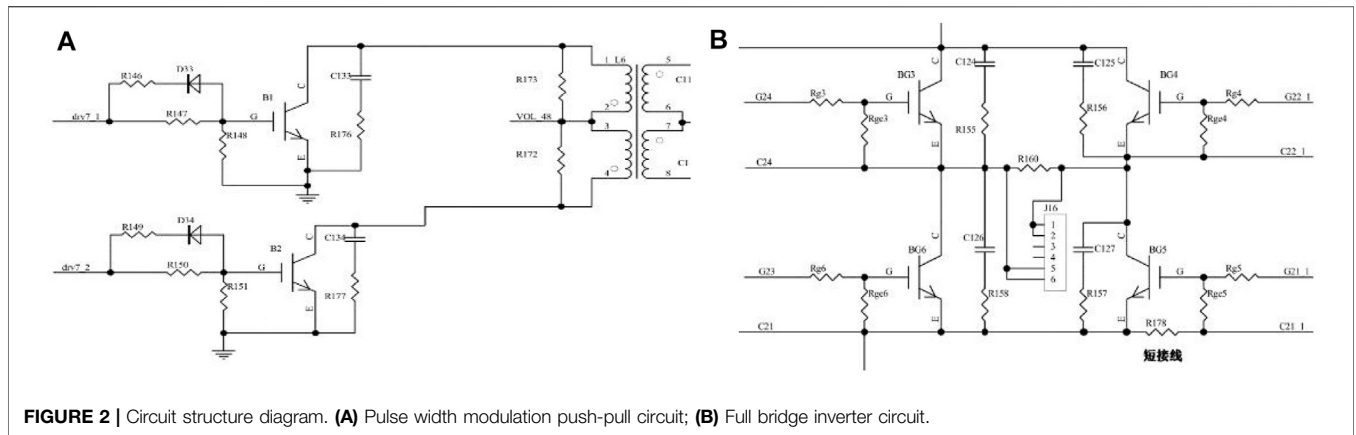 A
R146
D33
B1
C
C133
R147
G
drv7_1
R148
R176
E
R149
D34
B2
C
C134
R150
G
drv7_2
R151
R177
E
R173
VOL_48
R172
1 L6 5
2 6
3 7
4 8
C11
C1
B
C124
C125
C
C
BG3
BG4
G24
Rg3
G
G
Rg4
G22_1
Rge3
R155
R156
Rge4
E
E
C24
R160
C22_1
J16
1
2
3
4
5
6
C126
C127
C
C
BG6
BG5
G23
Rg6
G
G
Rg5
G21_1
Rge6
R158
R157
Rge5
E
E
C21
R178
C21_1
短接线
FIGURE 2 | Circuit structure diagram. (A) Pulse width modulation push-pull circuit; (B) Full bridge inverter circuit.